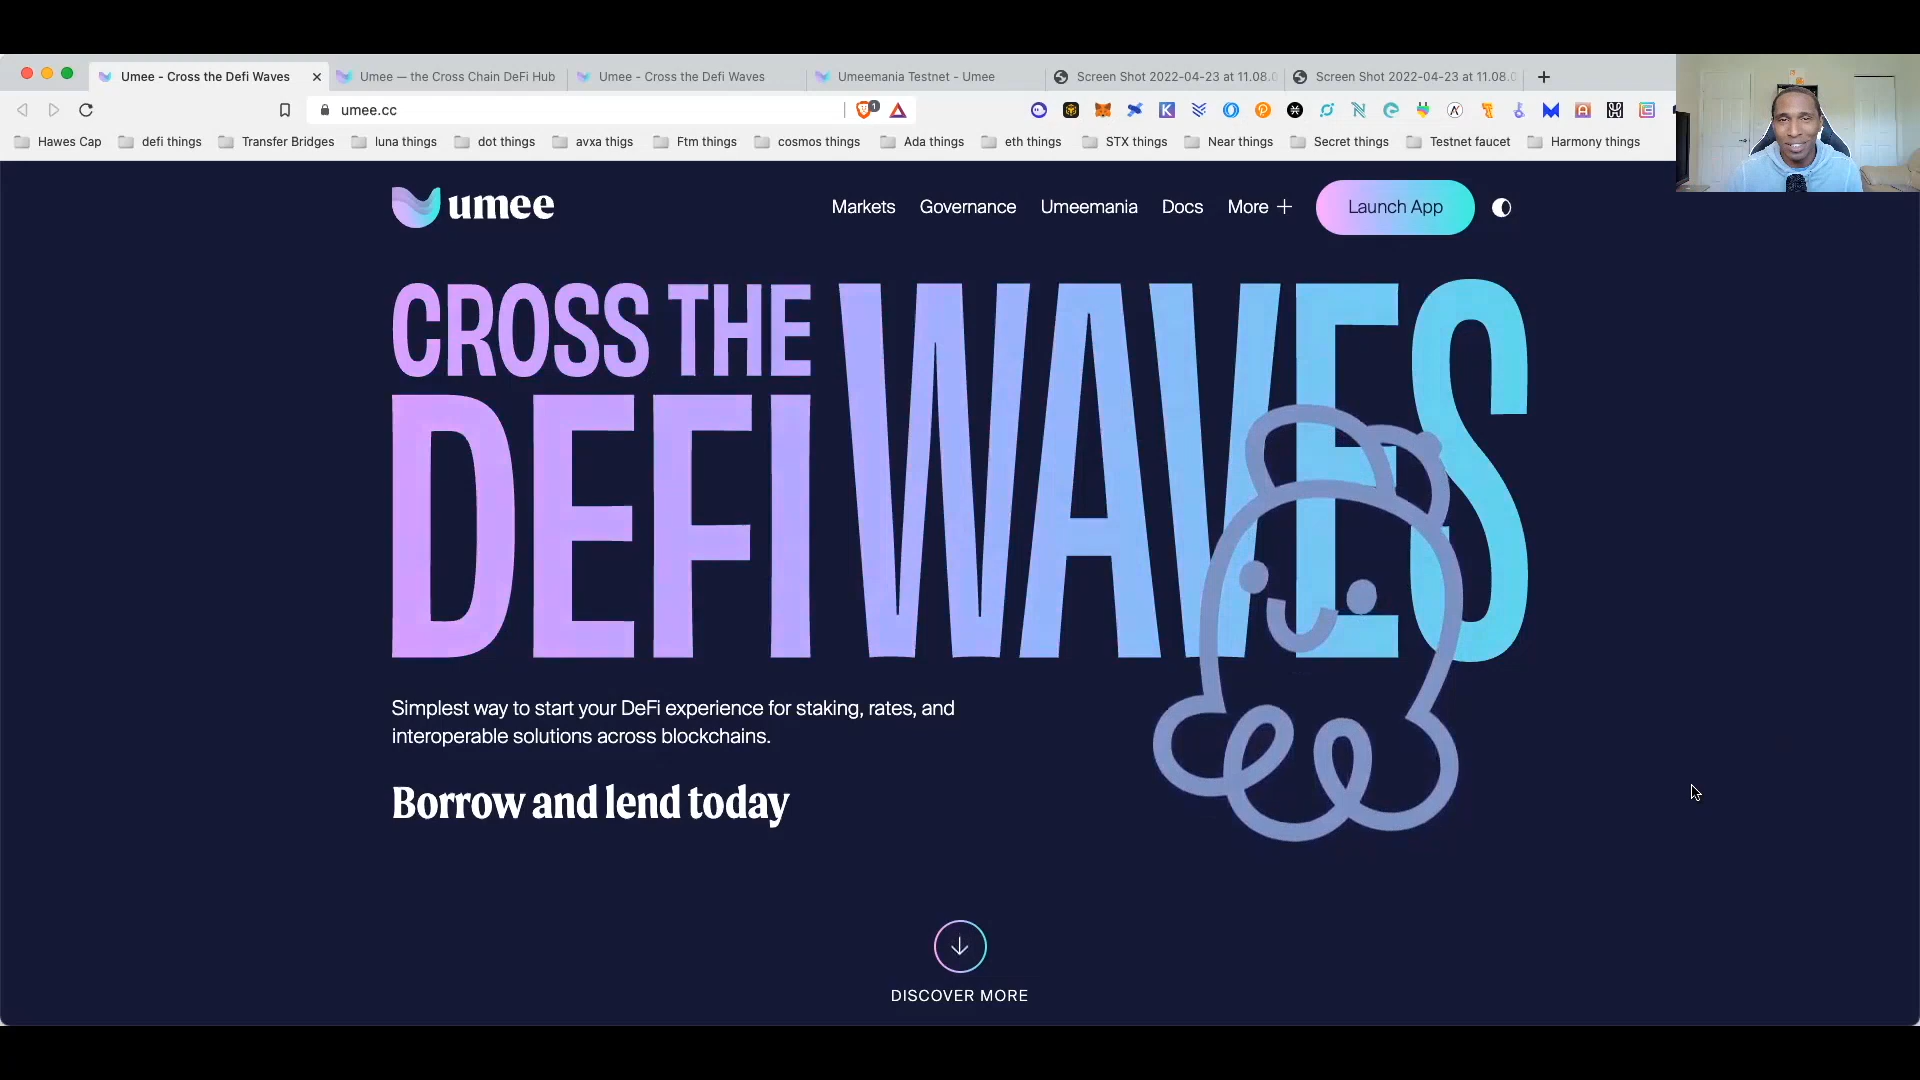 Umee - Cross the Defi Waves
Umee — the Cross Chain DeFi Hub
Umee - Cross the Defi Waves
Umeemania Testnet - Umee
Screen Shot 2022-04-23 at 11.08.0
Screen Shot 2022-04-23 at 11.08.0
umee.cc
1
Hawes Cap
defi things
Transfer Bridges
luna things
dot things
avxa thigs
Ftm things
cosmos things
Ada things
eth things
STX things
Near things
Secret things
Testnet faucet
Harmony things
umee
Markets
Governance
Umeemania
Docs
More
Launch App
CROSS THE
DEFI WAVES
Simplest way to start your DeFi experience for staking, rates, and
interoperable solutions across blockchains.
Borrow and lend today
DISCOVER MORE